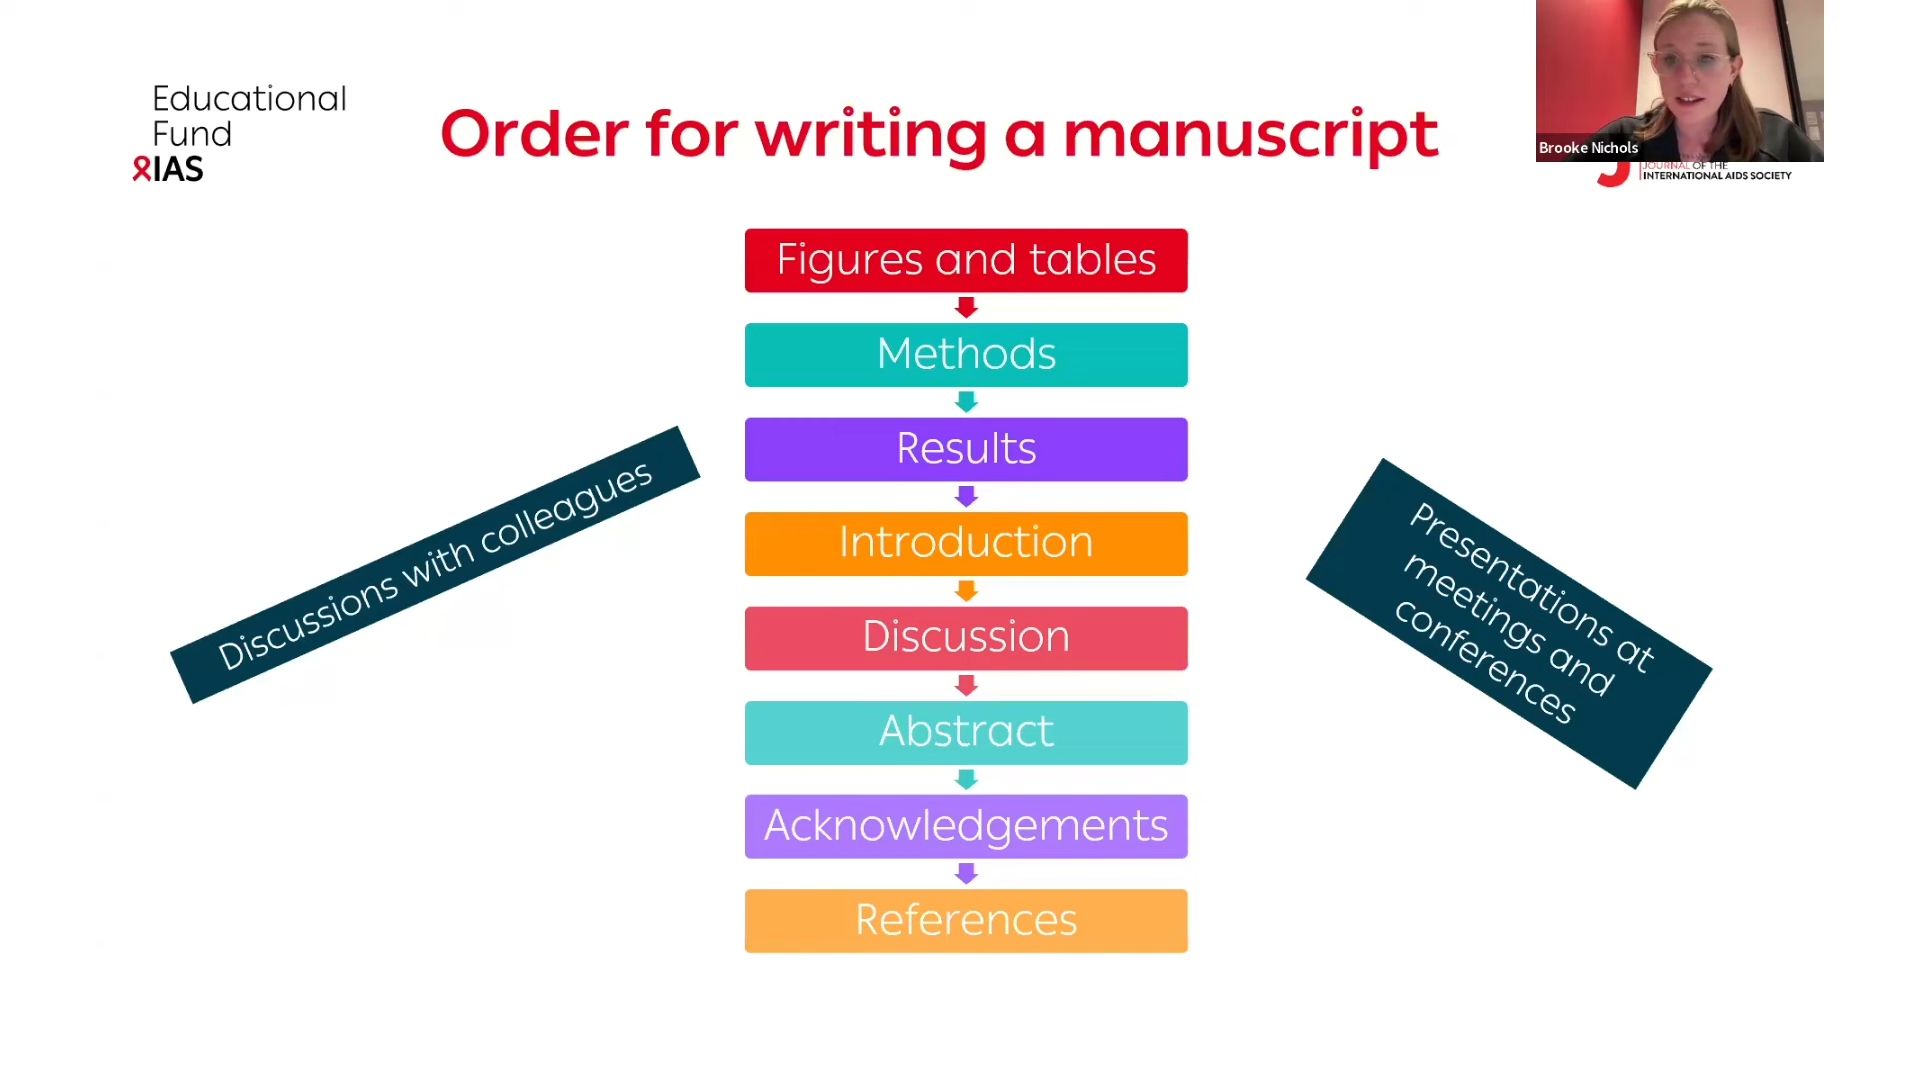 Educational
Fund
IAS
Order for writing a manuscript
Brooke Nichols
JOURNAL OF THE
INTERNATIONAL AIDS SOCIETY
Figures and tables
Methods
Results
Introduction
Discussion
Abstract
Acknowledgements
References
Discussions with colleagues
Presentations at
meetings and
conferences